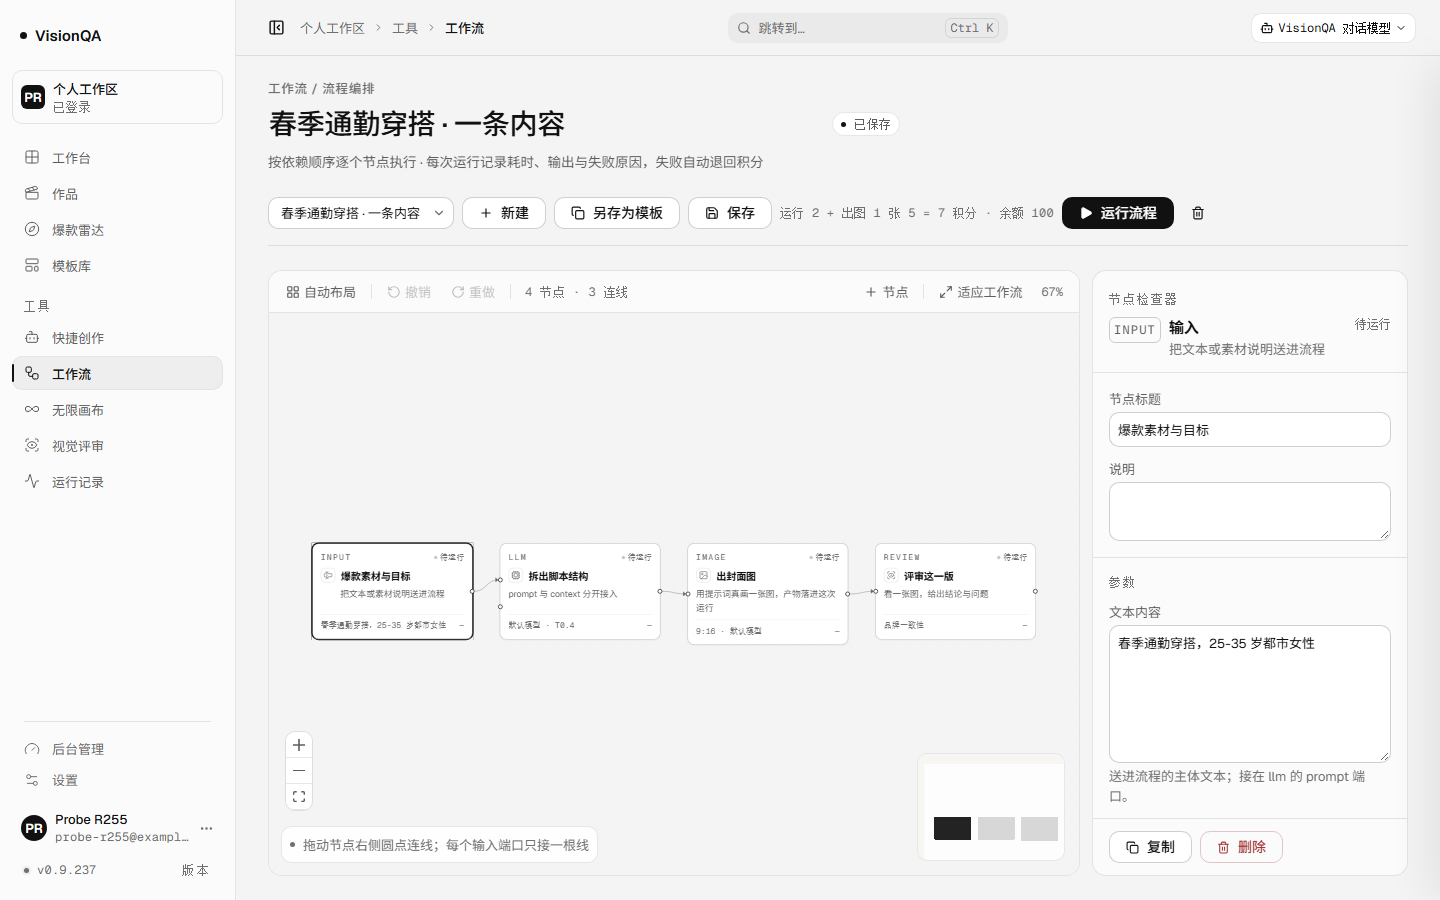 VisionQA
PR
个人工作区
已登录
工作台
作品
爆款雷达
模板库
工具
快捷创作
工作流
无限画布
视觉评审
运行记录
后台管理
设置
PR
Probe R255
probe-r255@exampl…
v0.9.237
版本
个人工作区 > 工具 > 工作流
跳转到…
Ctrl K
VisionQA 对话模型
工作流 / 流程编排
春季通勤穿搭 · 一条内容
已保存
按依赖顺序逐个节点执行 · 每次运行记录耗时、输出与失败原因，失败自动退回积分
春季通勤穿搭 · 一条内容
新建
另存为模板
保存
运行 2 + 出图 1 张 5 = 7 积分 · 余额 100
运行流程
自动布局
撤销
重做
4 节点 · 3 连线
节点
适应工作流
67%
INPUT
待运行
爆款素材与目标
把文本或素材说明送进流程
春季通勤穿搭，25-35 岁都市女性
—
LLM
待运行
拆出脚本结构
prompt 与 context 分开接入
默认模型 · T0.4
—
IMAGE
待运行
出封面图
用提示词真画一张图，产物落进这次
运行
9:16 · 默认模型
—
REVIEW
待运行
评审这一版
看一张图，给出结论与问题
品牌一致性
—
拖动节点右侧圆点连线；每个输入端口只接一根线
节点检查器
INPUT
输入
待运行
把文本或素材说明送进流程
节点标题
爆款素材与目标
说明
参数
文本内容
春季通勤穿搭，25-35 岁都市女性
送进流程的主体文本；接在 llm 的 prompt 端
口。
复制
删除